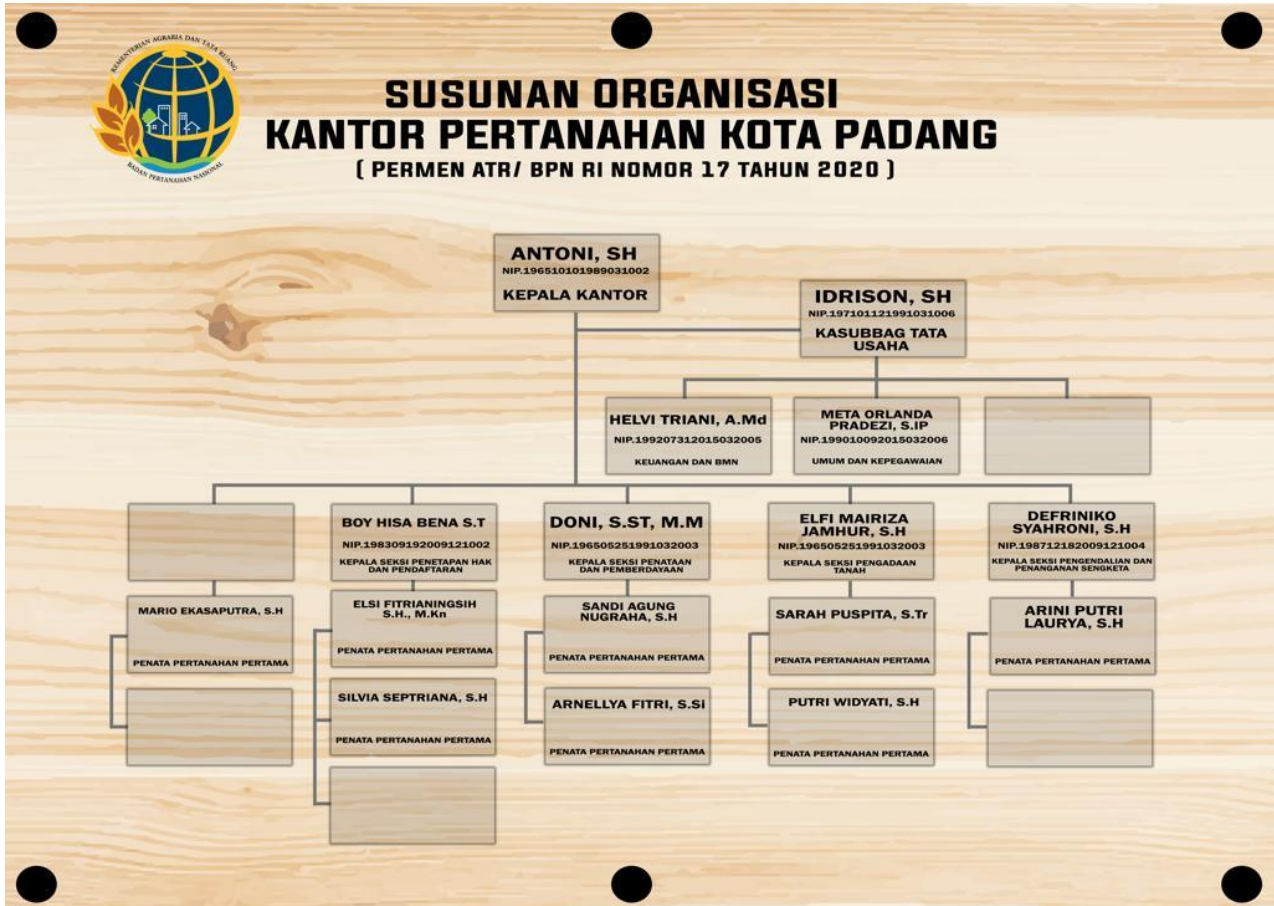 KEMENTERIAN AGRARIA DAN TATA RUANG
BADAN PERTANAHAN NASIONAL
SUSUNAN ORGANISASI
KANTOR PERTANAHAN KOTA PADANG
( PERMEN ATR/ BPN RI NOMOR 17 TAHUN 2020 )
ANTONI, SH
NIP.196510101989031002
KEPALA KANTOR
IDRISON, SH
NIP.197101121991031006
KASUBBAG TATA
USAHA
HELVI TRIANI, A.Md
NIP.199207312015032005
KEUANGAN DAN BMN
META ORLANDA
PRADEZI, S.IP
NIP.199010092015032006
UMUM DAN KEPEGAWAIAN
BOY HISA BENA S.T
NIP.198309192009121002
KEPALA SEKSI PENETAPAN HAK
DAN PENDAFTARAN
DONI, S.ST, M.M
NIP.196505251991032003
KEPALA SEKSI PENATAAN
DAN PEMBERDAYAAN
ELFI MAIRIZA
JAMHUR, S.H
NIP.196505251991032003
KEPALA SEKSI PENGADAAN
TANAH
DEFRINIKO
SYAHRONI, S.H
NIP.198712182009121004
KEPALA SEKSI PENGENDALIAN DAN
PENANGANAN SENGKETA
MARIO EKASAPUTRA, S.H
PENATA PERTANAHAN PERTAMA
ELSI FITRIANINGSIH
S.H., M.Kn
PENATA PERTANAHAN PERTAMA
SANDI AGUNG
NUGRAHA, S.H
PENATA PERTANAHAN PERTAMA
SARAH PUSPITA, S.Tr
PENATA PERTANAHAN PERTAMA
ARINI PUTRI
LAURYA, S.H
PENATA PERTANAHAN PERTAMA
SILVIA SEPTRIANA, S.H
PENATA PERTANAHAN PERTAMA
ARNELLYA FITRI, S.Si
PENATA PERTANAHAN PERTAMA
PUTRI WIDYATI, S.H
PENATA PERTANAHAN PERTAMA